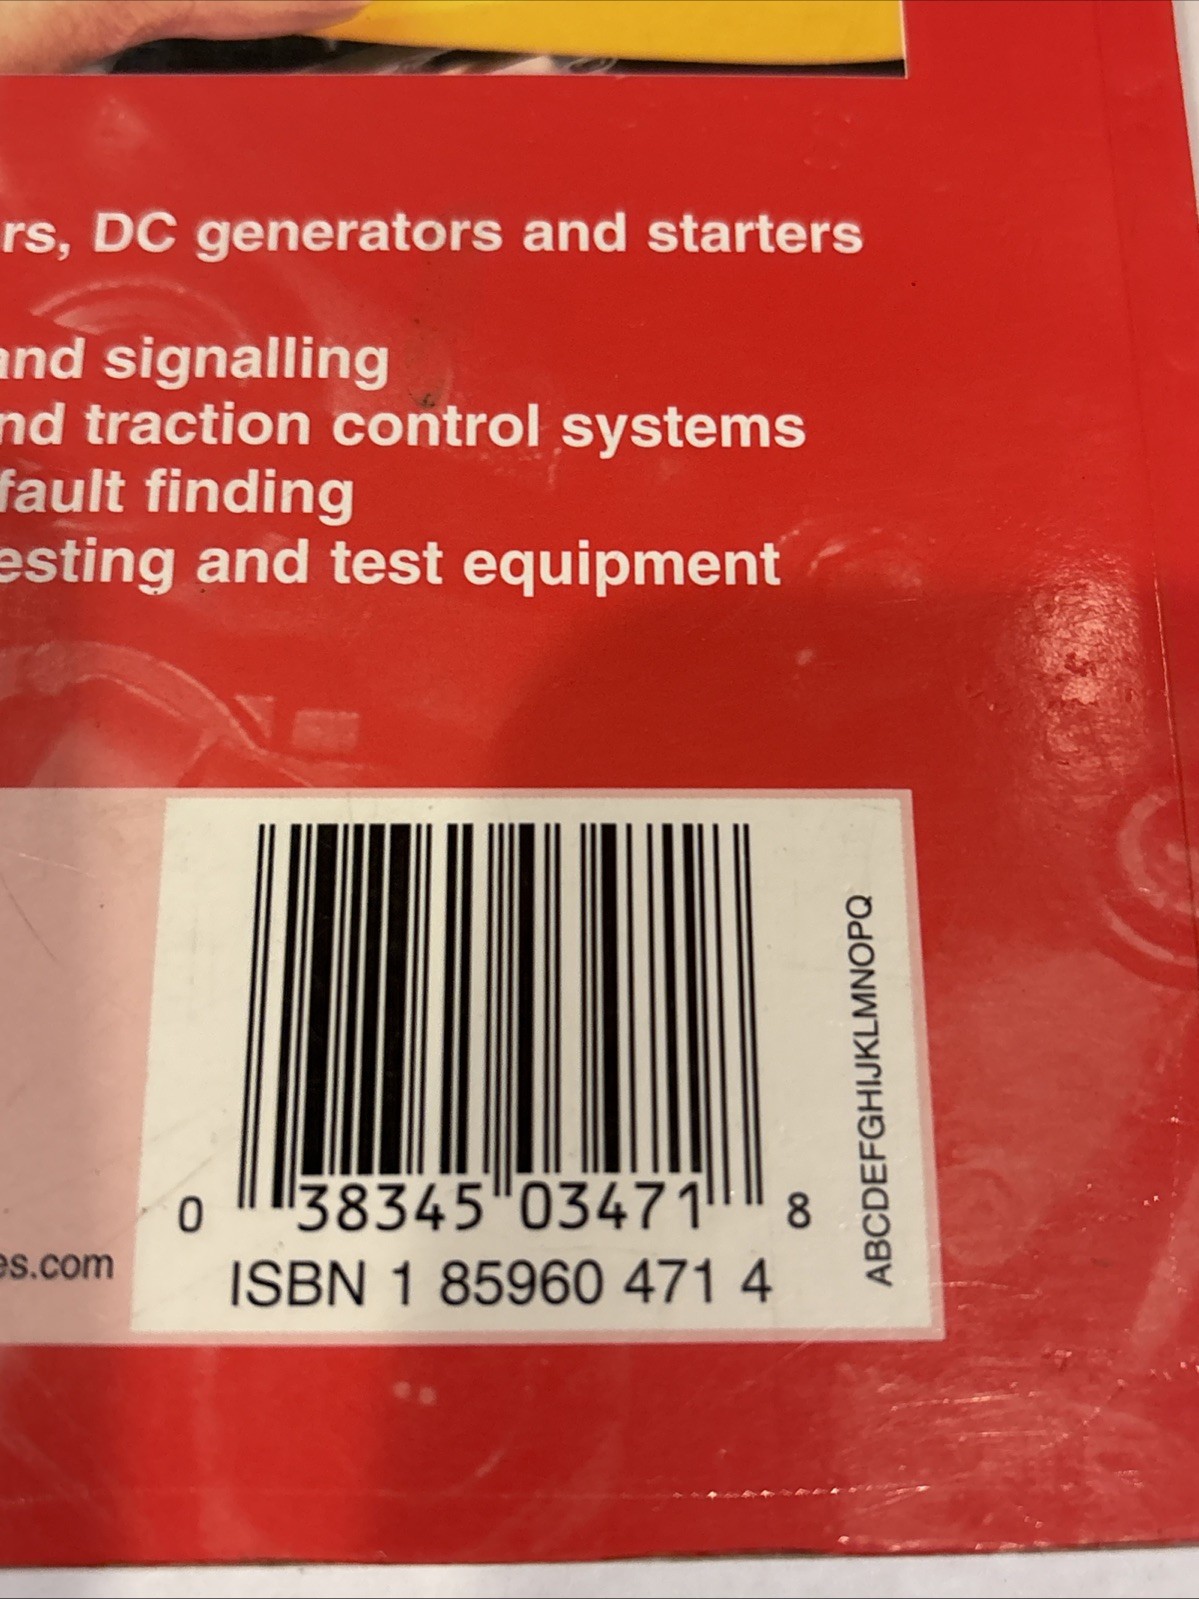 rs, DC generators and starters
and signalling
nd traction control systems
fault finding
esting and test equipment
ABCDEFGHIJKLMNOPQ
0 38345 03471 8
es.com
ISBN 1 85960 471 4